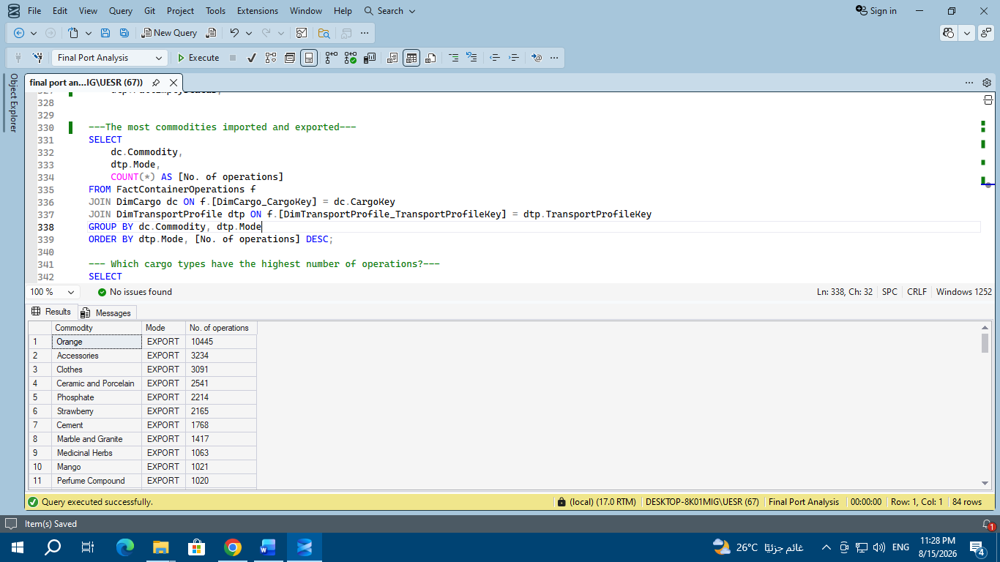 File Edit View Query Git Project Tools Extensions Window Help Search Sign in
New Query
Final Port Analysis Execute
final port an...IG\UESR (67))
Object Explorer
328
329
330 ---The most commodities imported and exported---
331 SELECT
332 dc.Commodity,
333 dtp.Mode,
334 COUNT(*) AS [No. of operations]
335 FROM FactContainerOperations f
336 JOIN DimCargo dc ON f.[DimCargo_CargoKey] = dc.CargoKey
337 JOIN DimTransportProfile dtp ON f.[DimTransportProfile_TransportProfileKey] = dtp.TransportProfileKey
338 GROUP BY dc.Commodity, dtp.Mode
339 ORDER BY dtp.Mode, [No. of operations] DESC;
340
341 --- Which cargo types have the highest number of operations?---
342 SELECT
100 % No issues found Ln: 338, Ch: 32 SPC CRLF Windows 1252
Results Messages
Commodity Mode No. of operations
1 Orange EXPORT 10445
2 Accessories EXPORT 3234
3 Clothes EXPORT 3091
4 Ceramic and Porcelain EXPORT 2541
5 Phosphate EXPORT 2214
6 Strawberry EXPORT 2165
7 Cement EXPORT 1768
8 Marble and Granite EXPORT 1417
9 Medicinal Herbs EXPORT 1063
10 Mango EXPORT 1021
11 Perfume Compound EXPORT 1020
Query executed successfully. (local) (17.0 RTM) DESKTOP-8K01MIG\UESR (67) Final Port Analysis 00:00:00 Row: 1, Col: 1 84 rows
Item(s) Saved 1
26°C غائم جزئيًا ENG 11:28 PM
8/15/2026 4